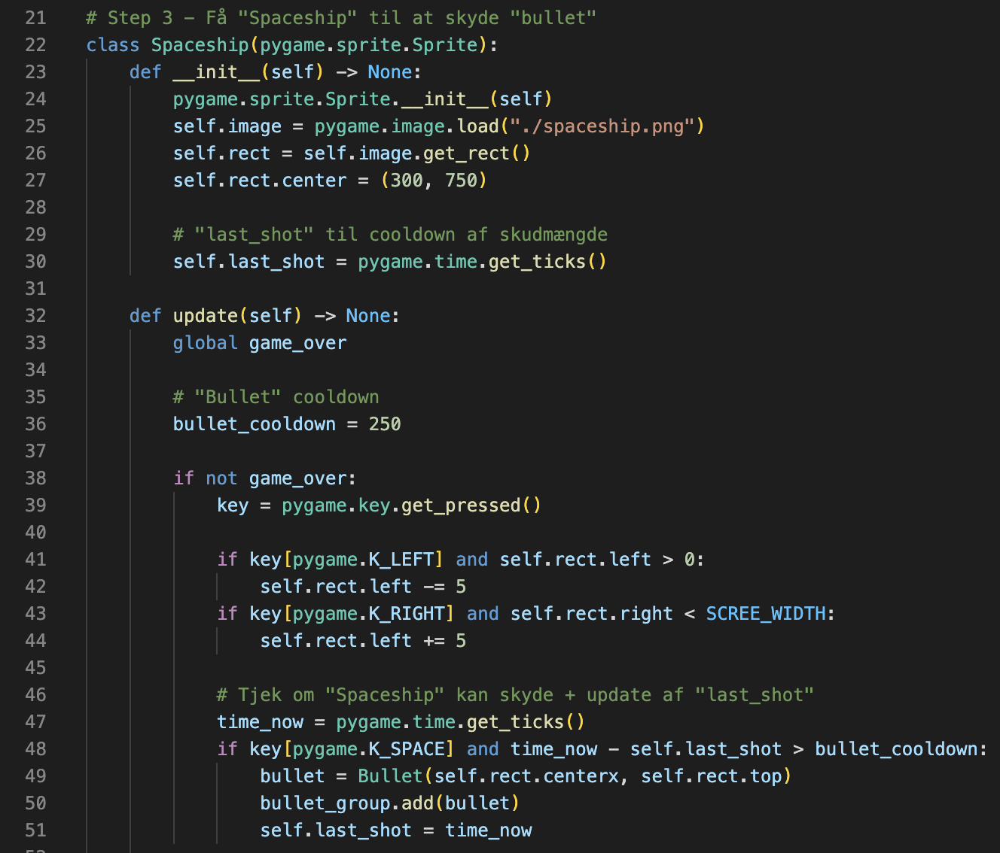 21 # Step 3 – Få "Spaceship" til at skyde "bullet"
22 class Spaceship(pygame.sprite.Sprite):
23     def __init__(self) -> None:
24         pygame.sprite.Sprite.__init__(self)
25         self.image = pygame.image.load("./spaceship.png")
26         self.rect = self.image.get_rect()
27         self.rect.center = (300, 750)
28
29         # "last_shot" til cooldown af skudmængde
30         self.last_shot = pygame.time.get_ticks()
31
32     def update(self) -> None:
33         global game_over
34
35         # "Bullet" cooldown
36         bullet_cooldown = 250
37
38         if not game_over:
39             key = pygame.key.get_pressed()
40
41             if key[pygame.K_LEFT] and self.rect.left > 0:
42                 self.rect.left -= 5
43             if key[pygame.K_RIGHT] and self.rect.right < SCREE_WIDTH:
44                 self.rect.left += 5
45
46             # Tjek om "Spaceship" kan skyde + update af "last_shot"
47             time_now = pygame.time.get_ticks()
48             if key[pygame.K_SPACE] and time_now - self.last_shot > bullet_cooldown:
49                 bullet = Bullet(self.rect.centerx, self.rect.top)
50                 bullet_group.add(bullet)
51                 self.last_shot = time_now